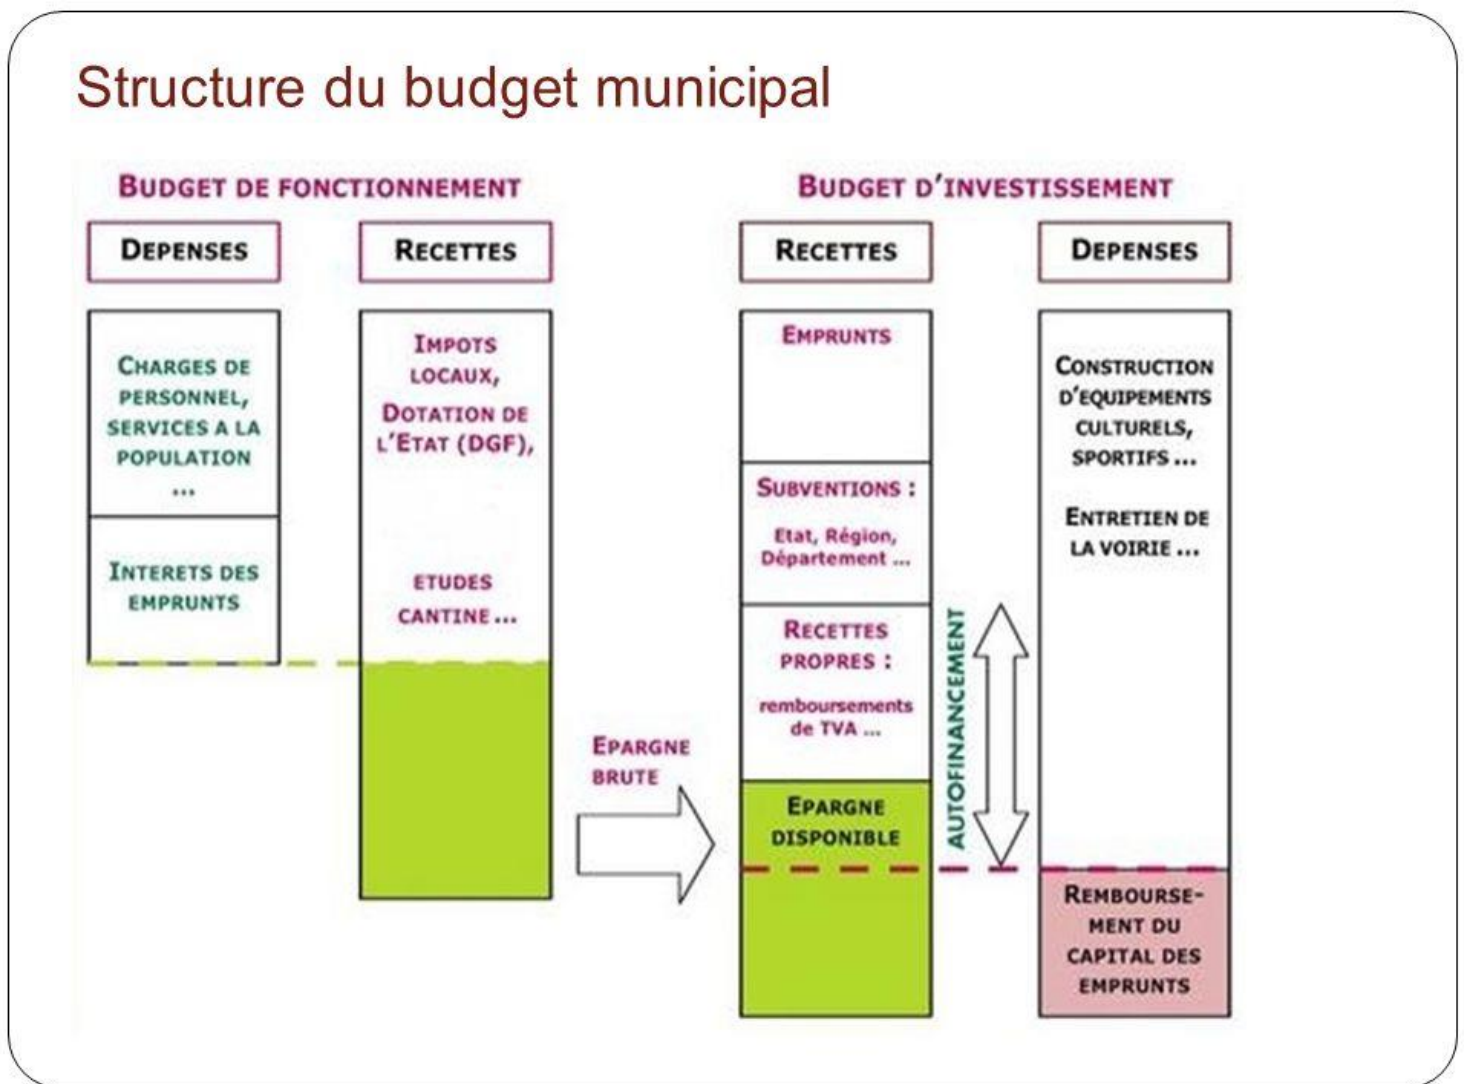 Structure du budget municipal
BUDGET DE FONCTIONNEMENT
DEPENSES
RECETTES
CHARGES DE
PERSONNEL,
SERVICES A LA
POPULATION
...
INTERETS DES
EMPRUNTS
IMPOTS
LOCAUX,
DOTATION DE
L'ETAT (DGF),
ETUDES
CANTINE ...
EPARGNE
BRUTE
BUDGET D'INVESTISSEMENT
RECETTES
DEPENSES
EMPRUNTS
SUBVENTIONS :
Etat, Région,
Département ...
RECETTES
PROPRES :
remboursements
de TVA ...
EPARGNE
DISPONIBLE
AUTOFINANCEMENT
CONSTRUCTION
D'EQUIPEMENTS
CULTURELS,
SPORTIFS ...
ENTRETIEN DE
LA VOIRIE ...
REMBOURSE-
MENT DU
CAPITAL DES
EMPRUNTS